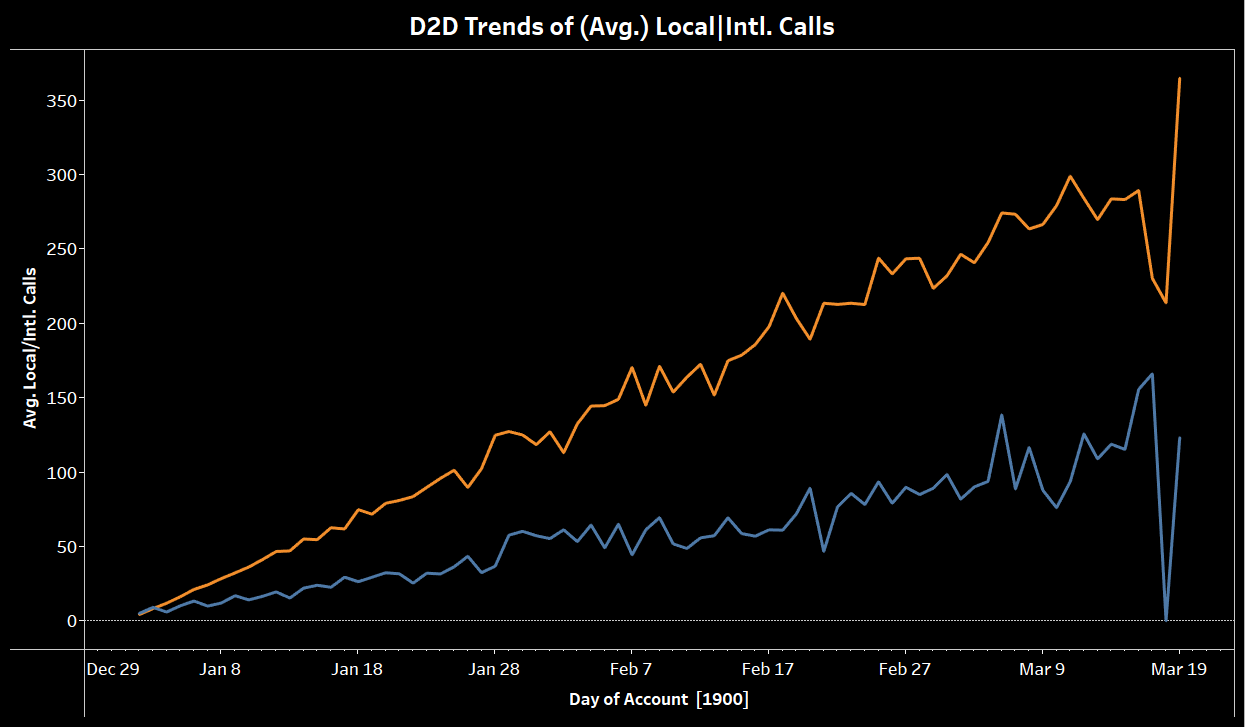 D2D Trends of (Avg.) Local|Intl. Calls
Avg. Local/Intl. Calls
350
300
250
200
150
100
50
0
Dec 29 Jan 8 Jan 18 Jan 28 Feb 7 Feb 17 Feb 27 Mar 9 Mar 19
Day of Account [1900]